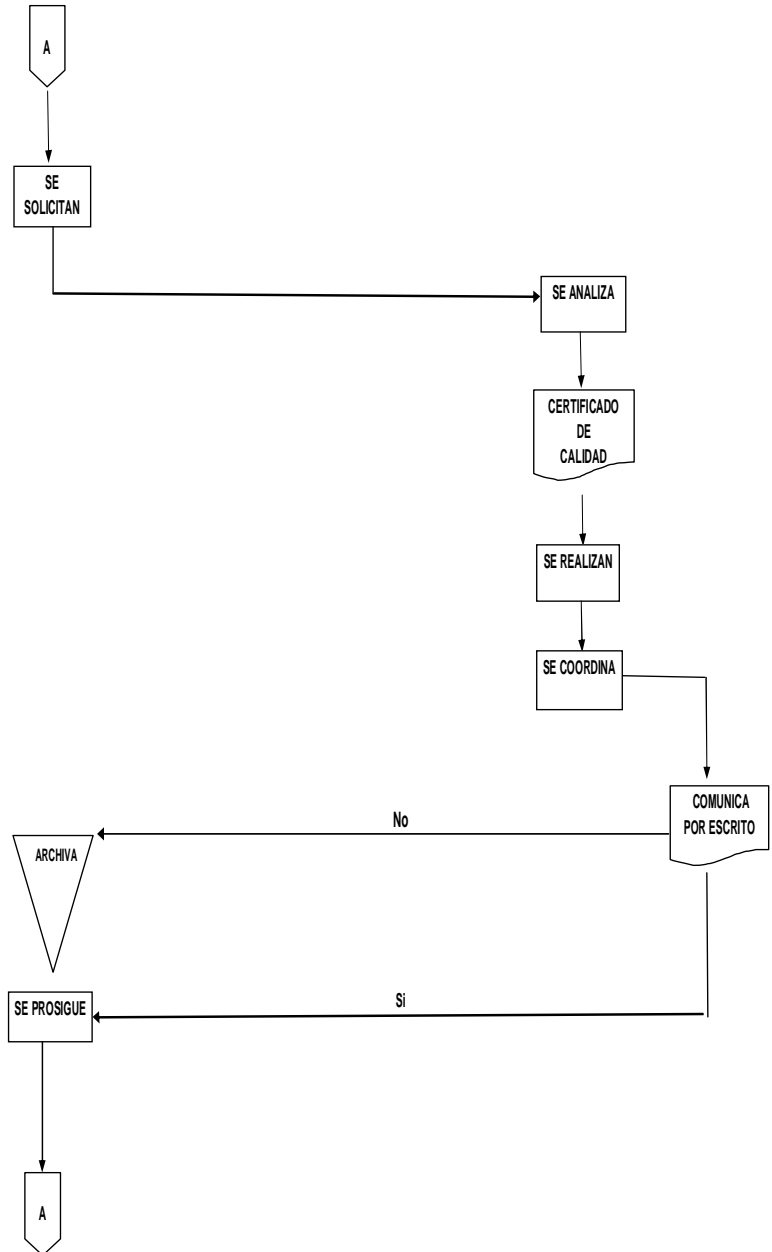 A
SE
SOLICITAN
SE ANALIZA
CERTIFICADO
DE
CALIDAD
SE REALIZAN
SE COORDINA
COMUNICA
POR ESCRITO
No
ARCHIVA
Si
SE PROSIGUE
A